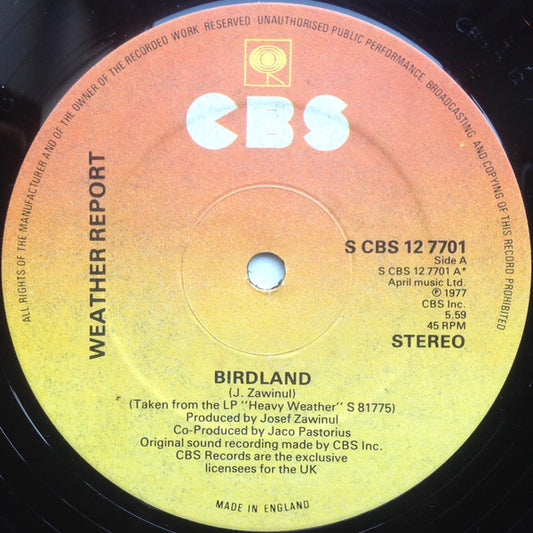 ALL RIGHTS OF THE MANUFACTURER AND OF THE OWNER OF THE RECORDED WORK RESERVED UNAUTHORISED PUBLIC PERFORMANCE, BROADCASTING AND COPYING OF THIS RECORD PROHIBITED
CBS
WEATHER REPORT
S CBS 12 7701
Side A
S CBS 12 7701 A*
April music Ltd.
℗ 1977
CBS Inc.
5.59
45 RPM
STEREO
BIRDLAND
(J. Zawinul)
(Taken from the LP "Heavy Weather" S 81775)
Produced by Josef Zawinul
Co-Produced by Jaco Pastorius
Original sound recording made by CBS Inc.
CBS Records are the exclusive
licensees for the UK
MADE IN ENGLAND